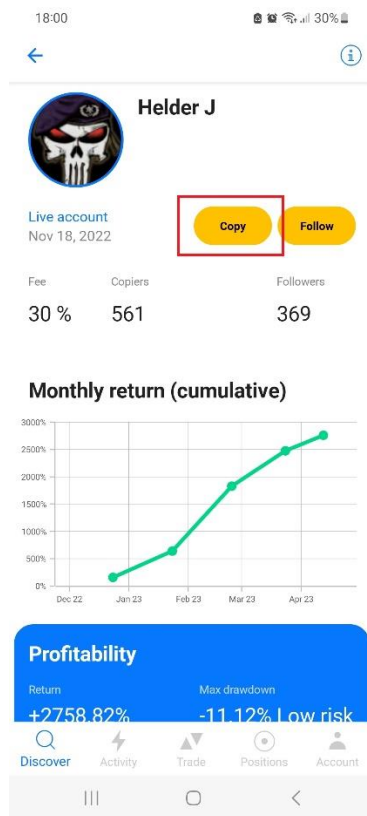 18:00
30%
Helder J
Live account
Nov 18, 2022
Copy
Follow
Fee
Copiers
Followers
30 %
561
369
Monthly return (cumulative)
3000%
2500%
2000%
1500%
1000%
500%
0%
Dec 22
Jan 23
Feb 23
Mar 23
Apr 23
Profitability
Return
Max drawdown
+2758.82%
-11.12% Low risk
Discover
Activity
Trade
Positions
Account